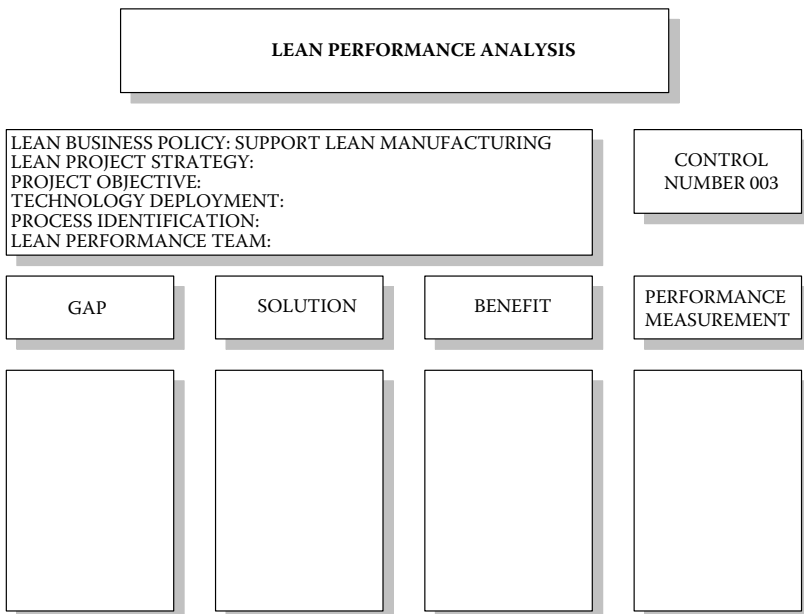 LEAN PERFORMANCE ANALYSIS
LEAN BUSINESS POLICY: SUPPORT LEAN MANUFACTURING
LEAN PROJECT STRATEGY:
PROJECT OBJECTIVE:
TECHNOLOGY DEPLOYMENT:
PROCESS IDENTIFICATION:
LEAN PERFORMANCE TEAM:
CONTROL
NUMBER 003
GAP
SOLUTION
BENEFIT
PERFORMANCE
MEASUREMENT